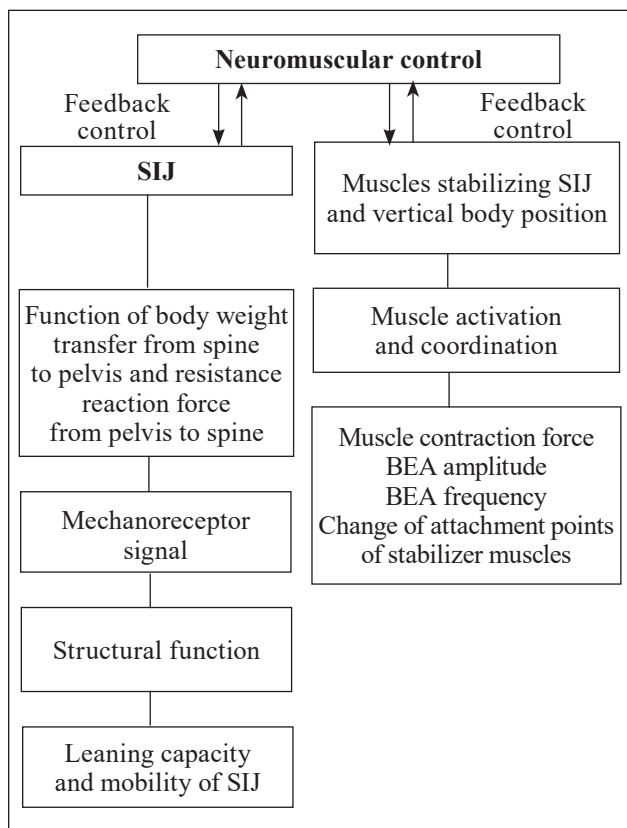 Neuromuscular control
Feedback
control
Feedback
control
SIJ
Muscles stabilizing SIJ
and vertical body position
Function of body weight
transfer from spine
to pelvis and resistance
reaction force
from pelvis to spine
Muscle activation
and coordination
Muscle contraction force
BEA amplitude
BEA frequency
Change of attachment points
of stabilizer muscles
Mechanoreceptor
signal
Structural function
Leaning capacity
and mobility of SIJ